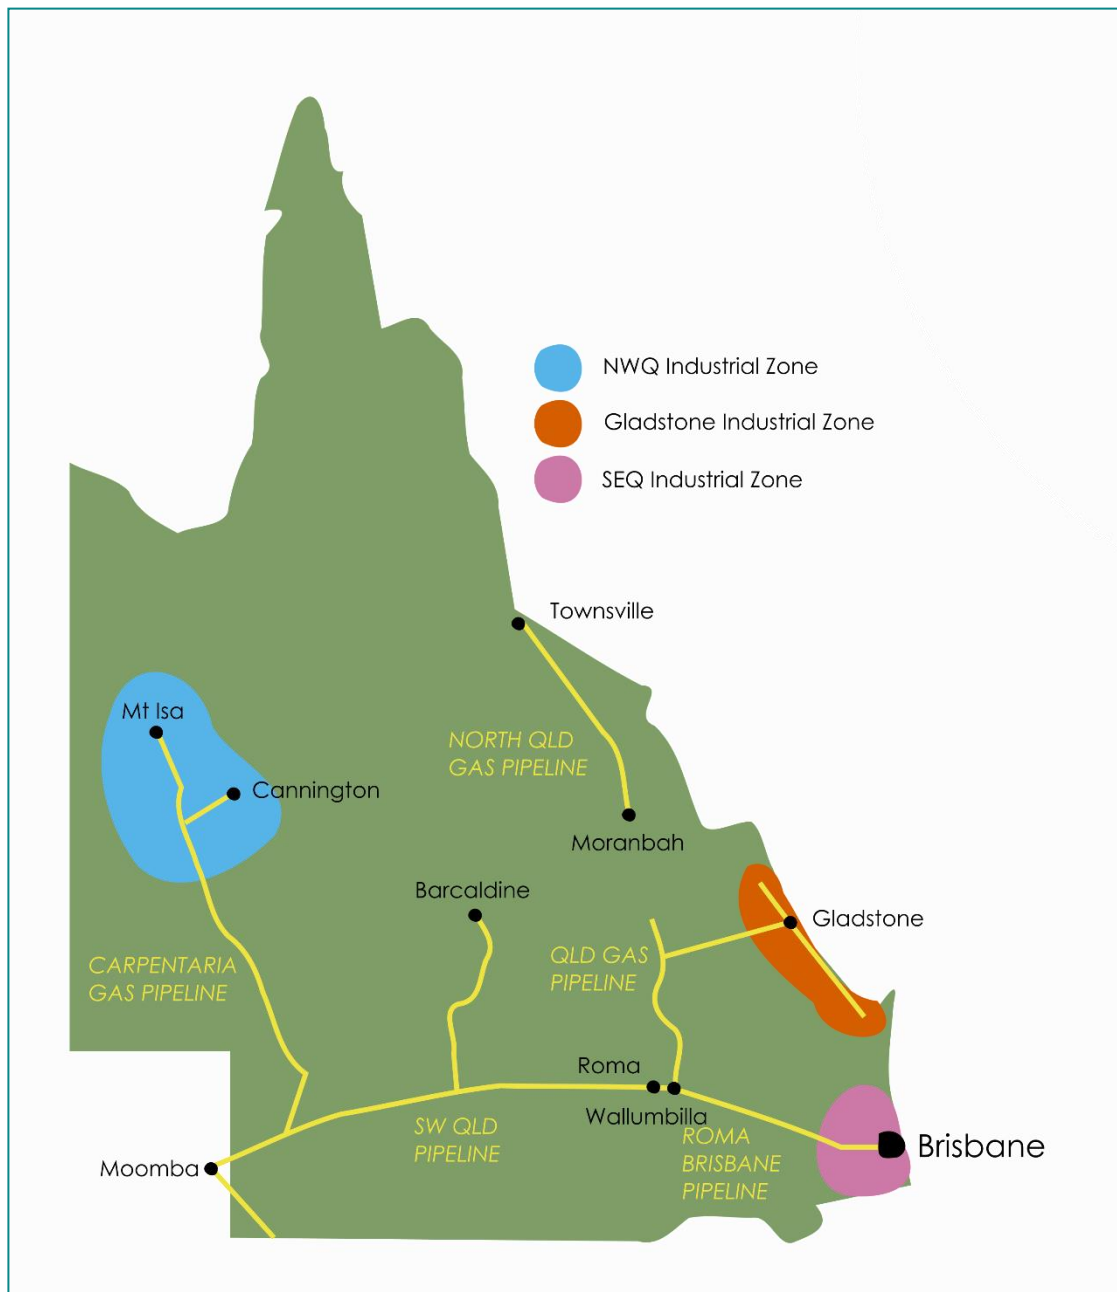 NWQ Industrial Zone
Gladstone Industrial Zone
SEQ Industrial Zone
Townsville
Mt Isa
NORTH QLD
GAS PIPELINE
Cannington
Moranbah
Barcaldine
Gladstone
QLD GAS
PIPELINE
CARPENTARIA
GAS PIPELINE
Roma
Wallumbilla
SW QLD
PIPELINE
ROMA
BRISBANE
PIPELINE
Brisbane
Moomba